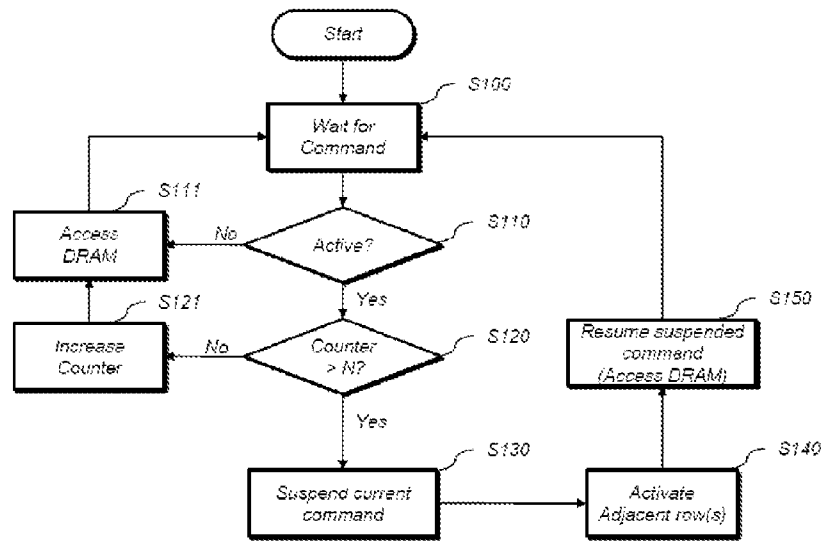 Start
S100
Wait for
Command
S111
Access
DRAM
No
Active?
S110
S121
Yes
Increase
Counter
No
Counter
> N?
S120
S150
Resume suspended
command
(Access DRAM)
Yes
S130
Suspend current
command
S140
Activate
Adjacent row(s)